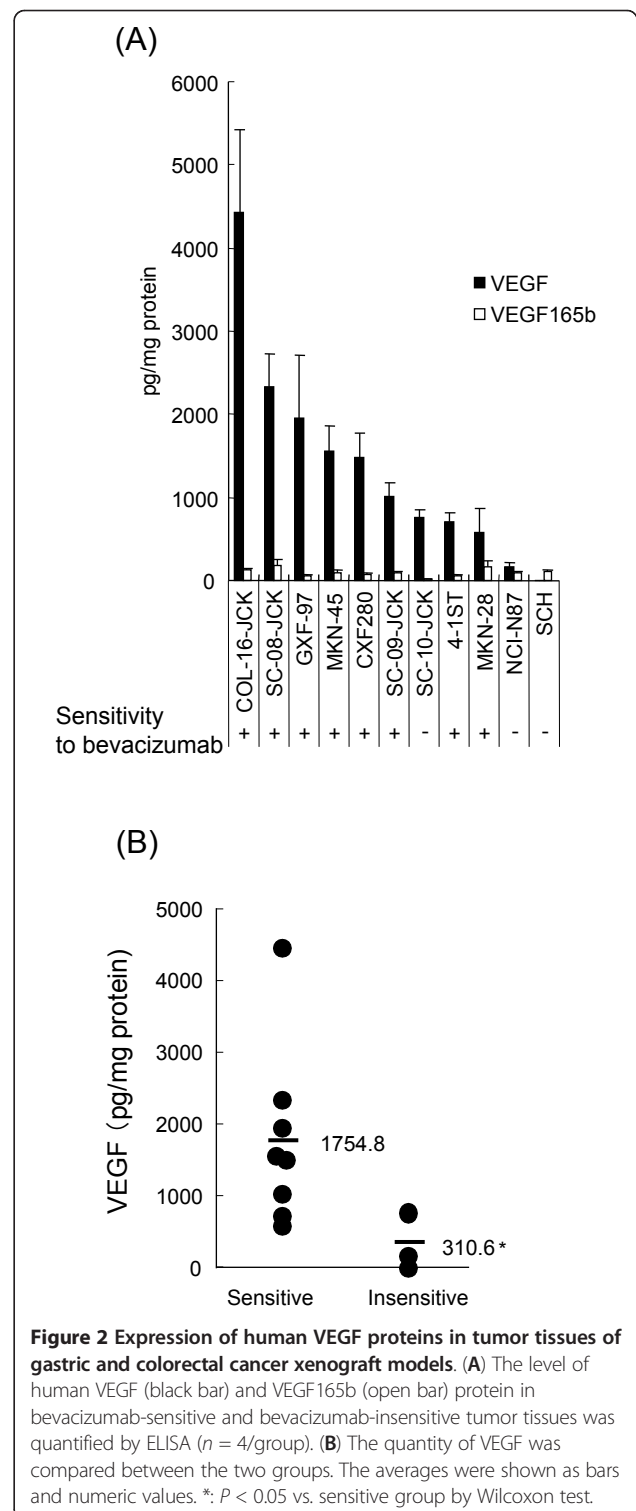 (A)
6000
5000
4000
3000
2000
1000
0
pg/mg protein
VEGF
VEGF165b
COL-16-JCK
SC-08-JCK
GXF-97
MKN-45
CXF280
SC-09-JCK
SC-10-JCK
4-1ST
MKN-28
NCI-N87
SCH
Sensitivity
to bevacizumab
+ + + + + + - + + - -
(B)
5000
4000
3000
2000
1000
0
VEGF (pg/mg protein)
1754.8
310.6 *
Sensitive Insensitive
Figure 2 Expression of human VEGF proteins in tumor tissues of
gastric and colorectal cancer xenograft models. (A) The level of
human VEGF (black bar) and VEGF165b (open bar) protein in
bevacizumab-sensitive and bevacizumab-insensitive tumor tissues was
quantified by ELISA (n = 4/group). (B) The quantity of VEGF was
compared between the two groups. The averages were shown as bars
and numeric values. *: P < 0.05 vs. sensitive group by Wilcoxon test.